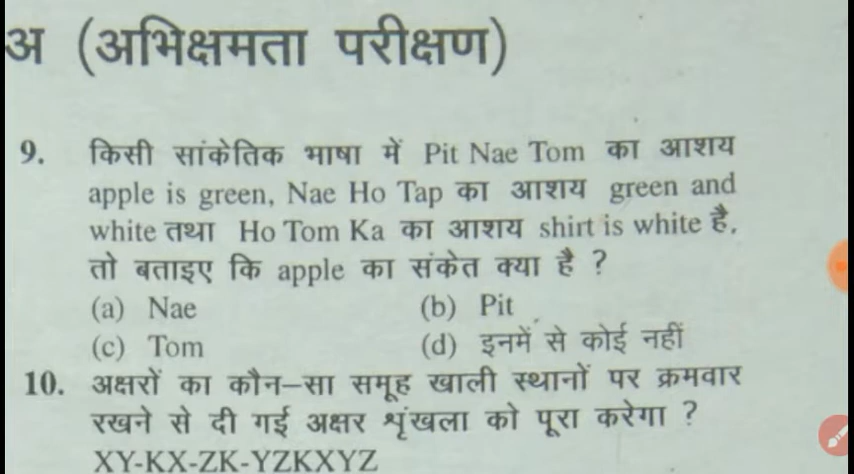 अ (अभिक्षमता परीक्षण)
9. किसी सांकेतिक भाषा में Pit Nae Tom का आशय
apple is green, Nae Ho Tap का आशय green and
white तथा Ho Tom Ka का आशय shirt is white है,
तो बताइए कि apple का संकेत क्या है ?
(a) Nae (b) Pit
(c) Tom (d) इनमें से कोई नहीं
10. अक्षरों का कौन-सा समूह खाली स्थानों पर क्रमवार
रखने से दी गई अक्षर शृंखला को पूरा करेगा ?
XY-KX-ZK-YZKXYZ